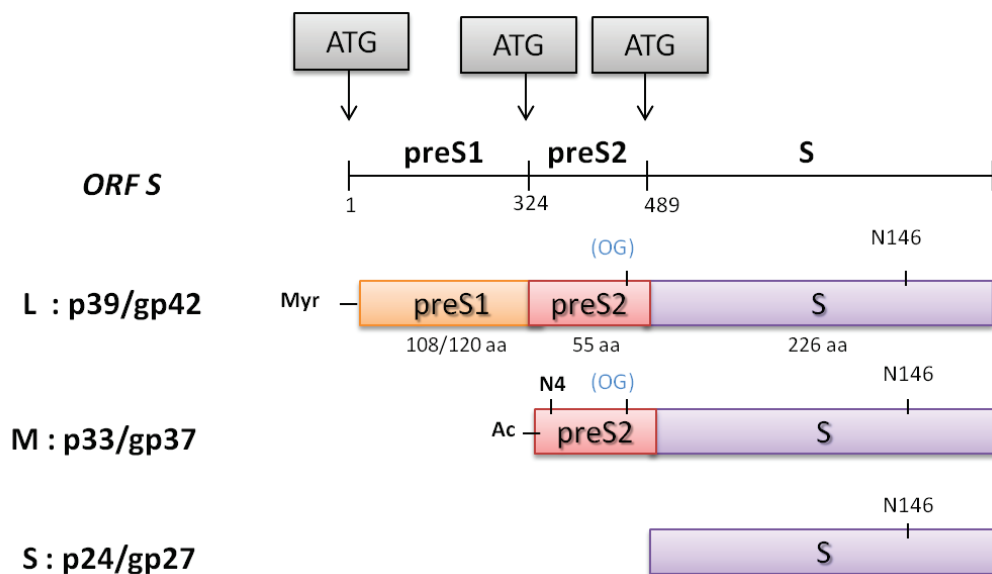 ATG ATG ATG
preS1 preS2 S
ORF S
1 324 489
(OG) N146
L : p39/gp42 Myr preS1 preS2 S
108/120 aa 55 aa 226 aa
N4 (OG) N146
M : p33/gp37 Ac preS2 S
N146
S : p24/gp27 S